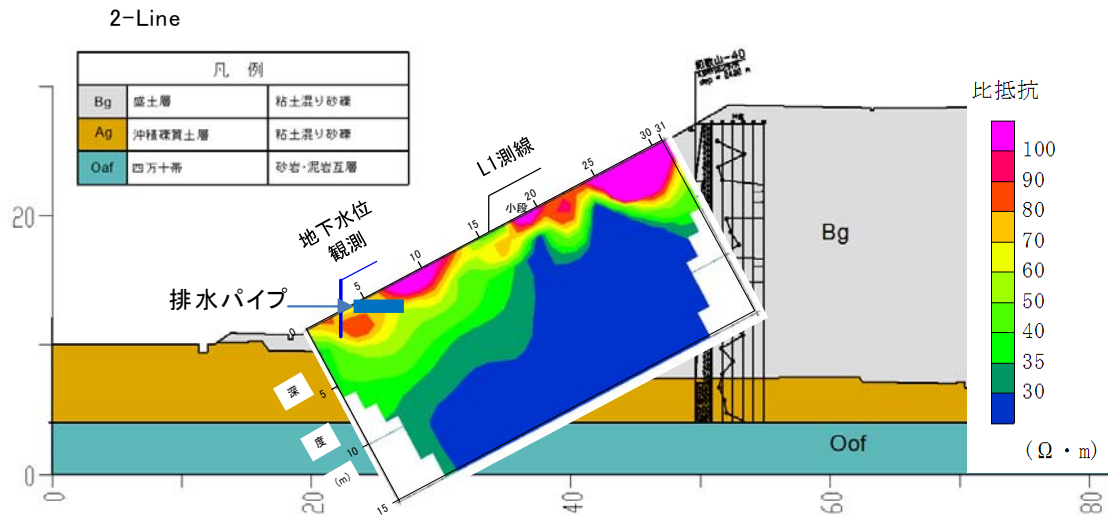 2-Line
凡 例
Bg 盛土層 粘土混り砂礫
Ag 沖積礫質土層 粘土混り砂礫
Oaf 四万十帯 砂岩・泥岩互層
比抵抗
100
90
80
70
60
50
40
35
30
(Ω・m)
L1測線
小段
地下水位
観測
排水パイプ
0
5
10
15
20
25
30
31
深
度
(m)
5
10
15
Bg
Oof
20
0
0
20
40
60
80